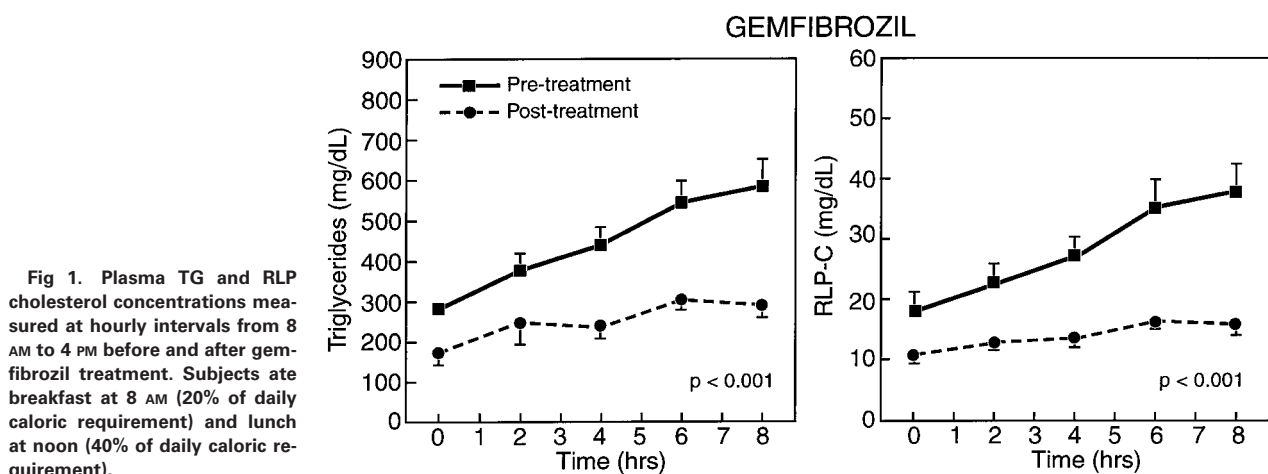 GEMFIBROZIL
Fig 1. Plasma TG and RLP
cholesterol concentrations mea-
sured at hourly intervals from 8
AM to 4 PM before and after gem-
fibrozil treatment. Subjects ate
breakfast at 8 AM (20% of daily
caloric requirement) and lunch
at noon (40% of daily caloric re-
quirement).
Triglycerides (mg/dL)
900
800
700
600
500
400
300
200
100
0
Pre-treatment
Post-treatment
p < 0.001
0 1 2 3 4 5 6 7 8
Time (hrs)
RLP-C (mg/dL)
60
50
40
30
20
10
0
p < 0.001
0 1 2 3 4 5 6 7 8
Time (hrs)